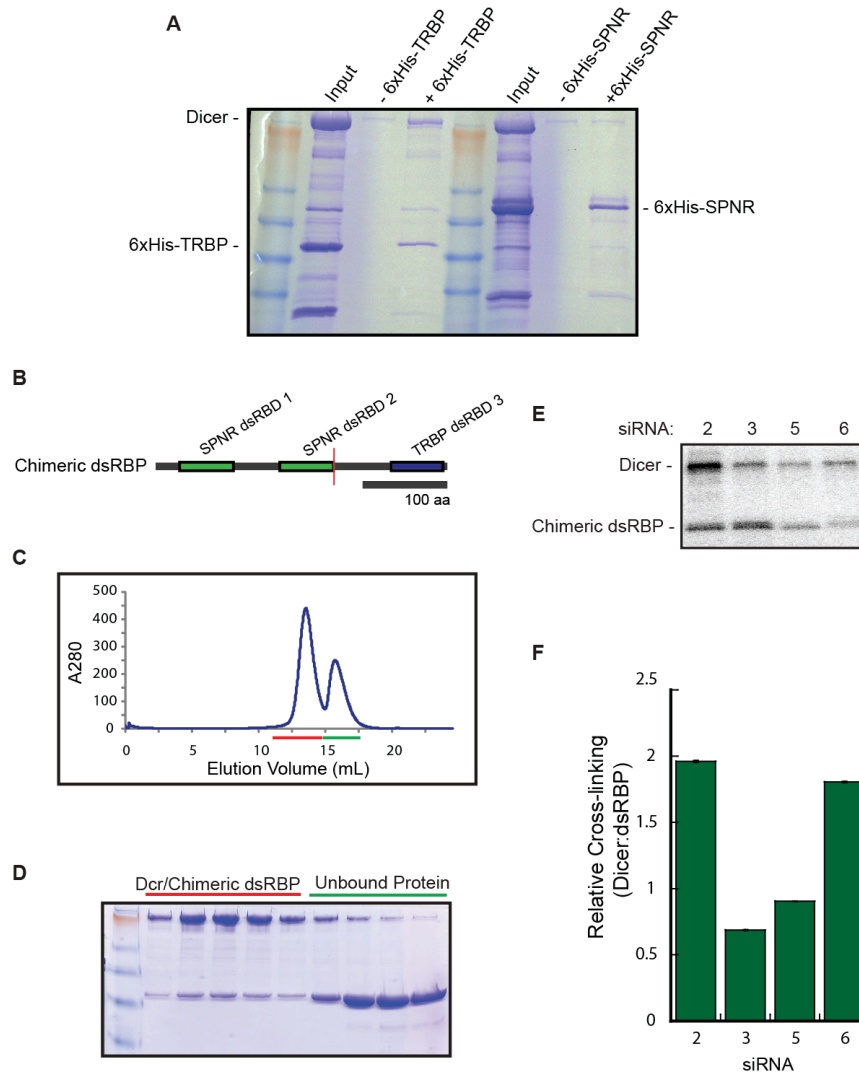 A
Input
- 6xHis-TRBP
+ 6xHis-TRBP
Input
- 6xHis-SPNR
+6xHis-SPNR
Dicer -
- 6xHis-SPNR
6xHis-TRBP -
B
SPNR dsRBD 1
SPNR dsRBD 2
TRBP dsRBD 3
Chimeric dsRBP
100 aa
C
500
400
300
200
100
0
A280
0 5 10 15 20
Elution Volume (mL)
D
Dcr/Chimeric dsRBP Unbound Protein
E
siRNA: 2 3 5 6
Dicer -
Chimeric dsRBP -
F
2.5
2
1.5
1
0.5
0
Relative Cross-linking
(Dicer:dsRBP)
2 3 5 6
siRNA